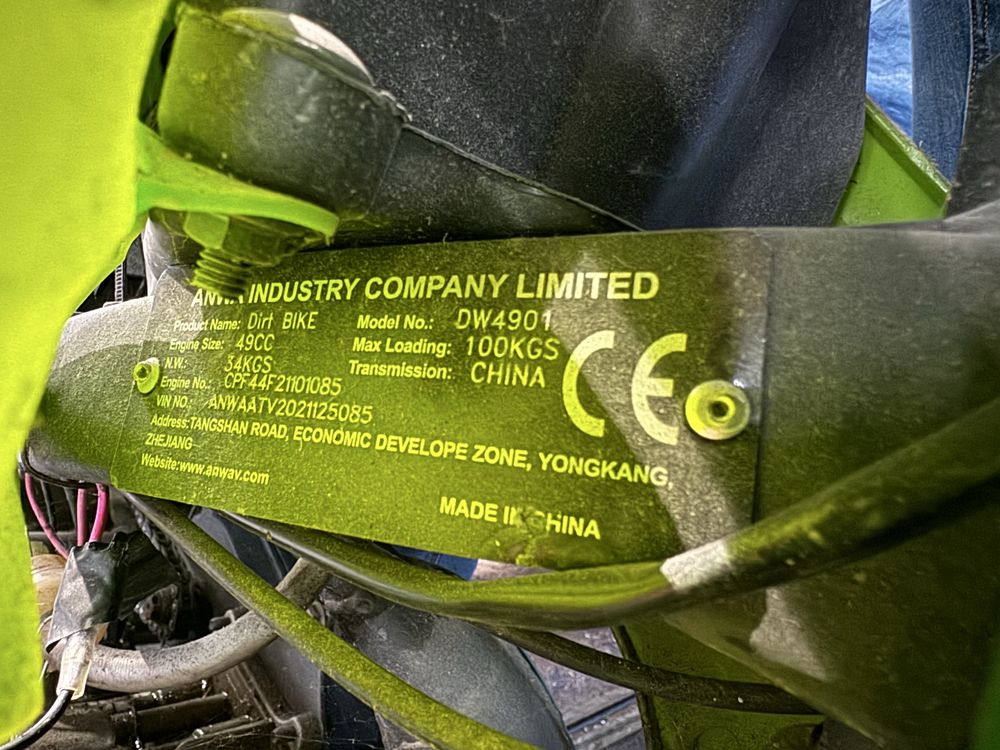 ANWA INDUSTRY COMPANY LIMITED
Product Name: Dirt BIKE Model No.: DW4901
Engine Size: 49CC Max Loading: 100KGS
N.W.: 34KGS Transmission: CHINA
Engine No.: CPF44F21101085
VIN NO.: ANWAATV2021125085
Address:TANGSHAN ROAD, ECONOMIC DEVELOPE ZONE, YONGKANG,
ZHEJIANG
Website:www.anwav.com
MADE IN CHINA
CE